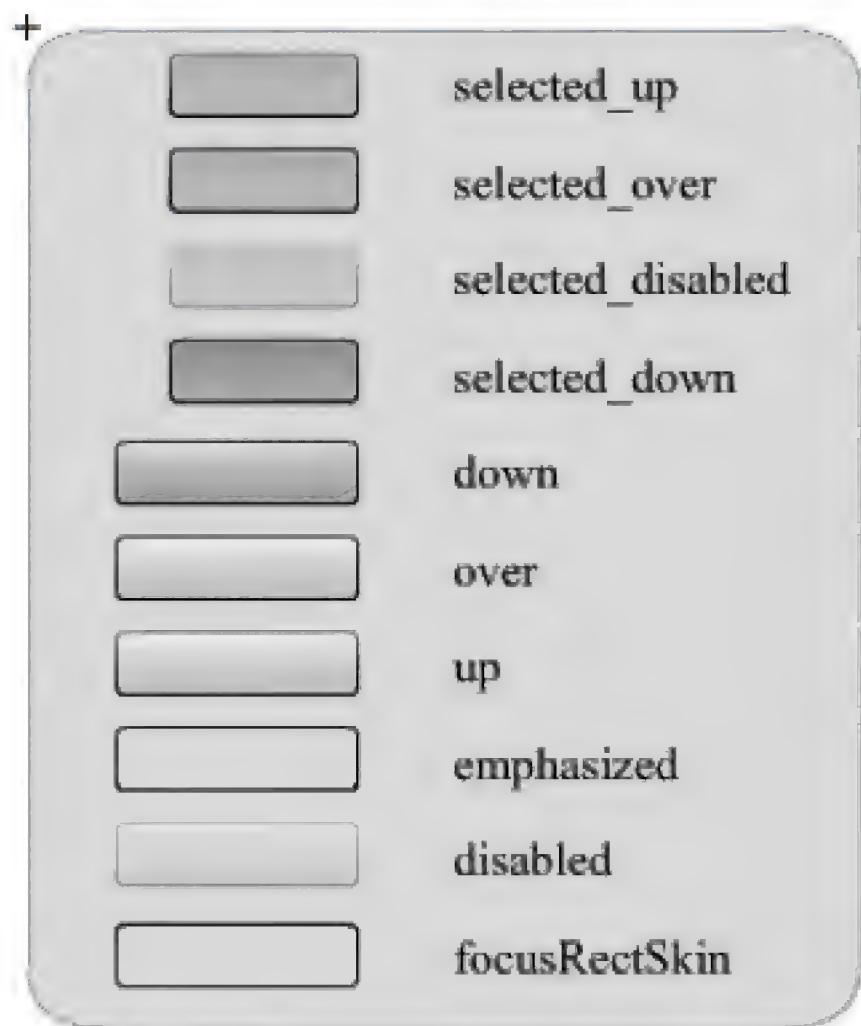 selected_up
selected_over
selected_disabled
selected_down
down
over
up
emphasized
disabled
focusRectSkin